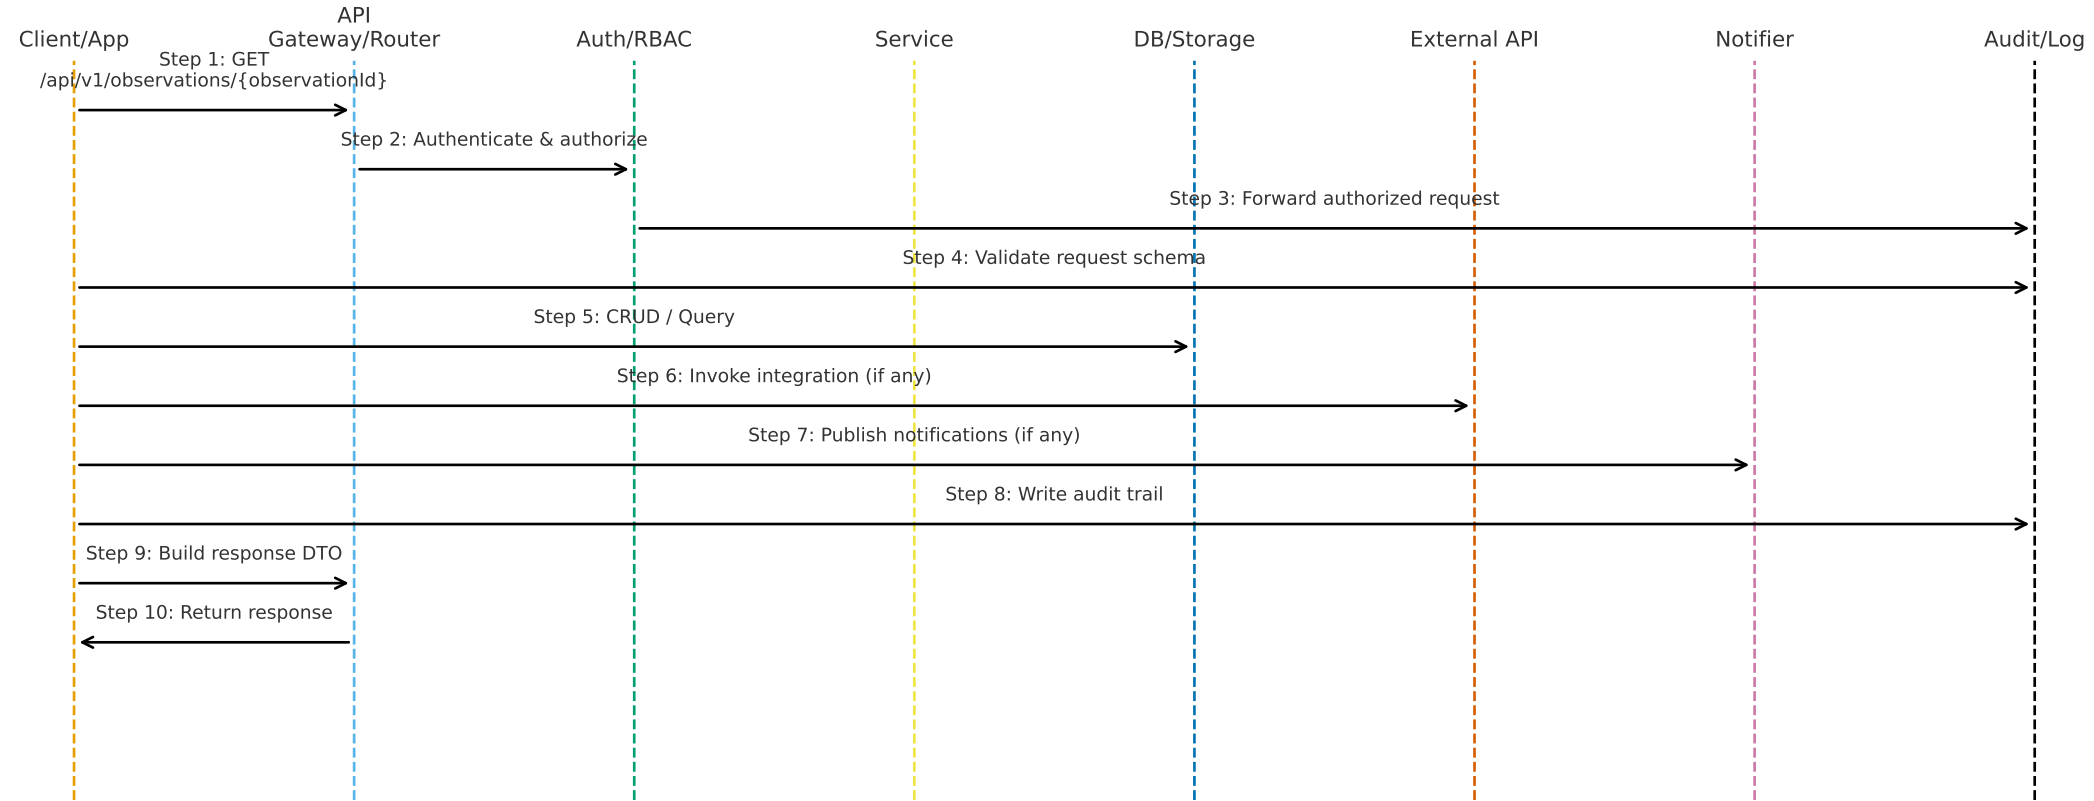 API
Client/App
Gateway/Router
Auth/RBAC
Service
DB/Storage
External API
Notifier
Audit/Log
Step 1: GET
/api/v1/observations/{observationId}
Step 2: Authenticate & authorize
Step 3: Forward authorized request
Step 4: Validate request schema
Step 5: CRUD / Query
Step 6: Invoke integration (if any)
Step 7: Publish notifications (if any)
Step 8: Write audit trail
Step 9: Build response DTO
Step 10: Return response